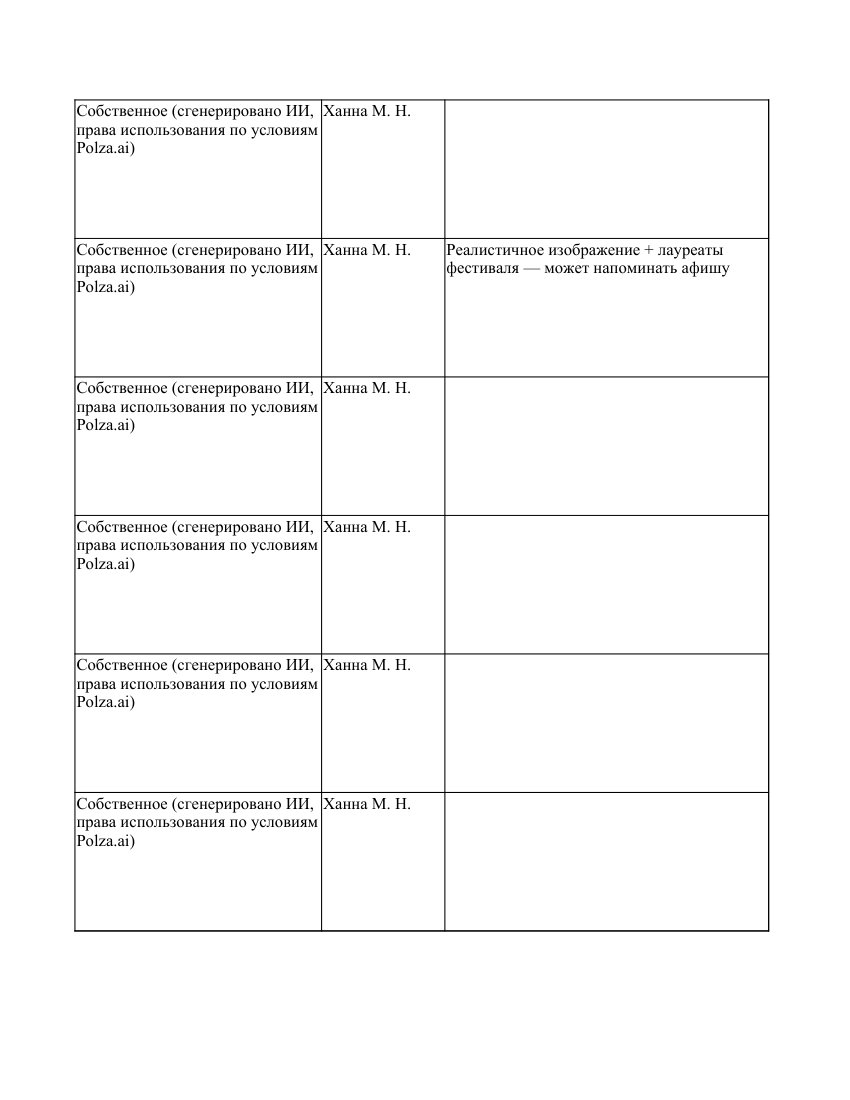 Собственное (сгенерировано ИИ,
права использования по условиям
Polza.ai)
Ханна М. Н.
Собственное (сгенерировано ИИ,
права использования по условиям
Polza.ai)
Ханна М. Н.
Реалистичное изображение + лауреаты
фестиваля — может напоминать афишу
Собственное (сгенерировано ИИ,
права использования по условиям
Polza.ai)
Ханна М. Н.
Собственное (сгенерировано ИИ,
права использования по условиям
Polza.ai)
Ханна М. Н.
Собственное (сгенерировано ИИ,
права использования по условиям
Polza.ai)
Ханна М. Н.
Собственное (сгенерировано ИИ,
права использования по условиям
Polza.ai)
Ханна М. Н.